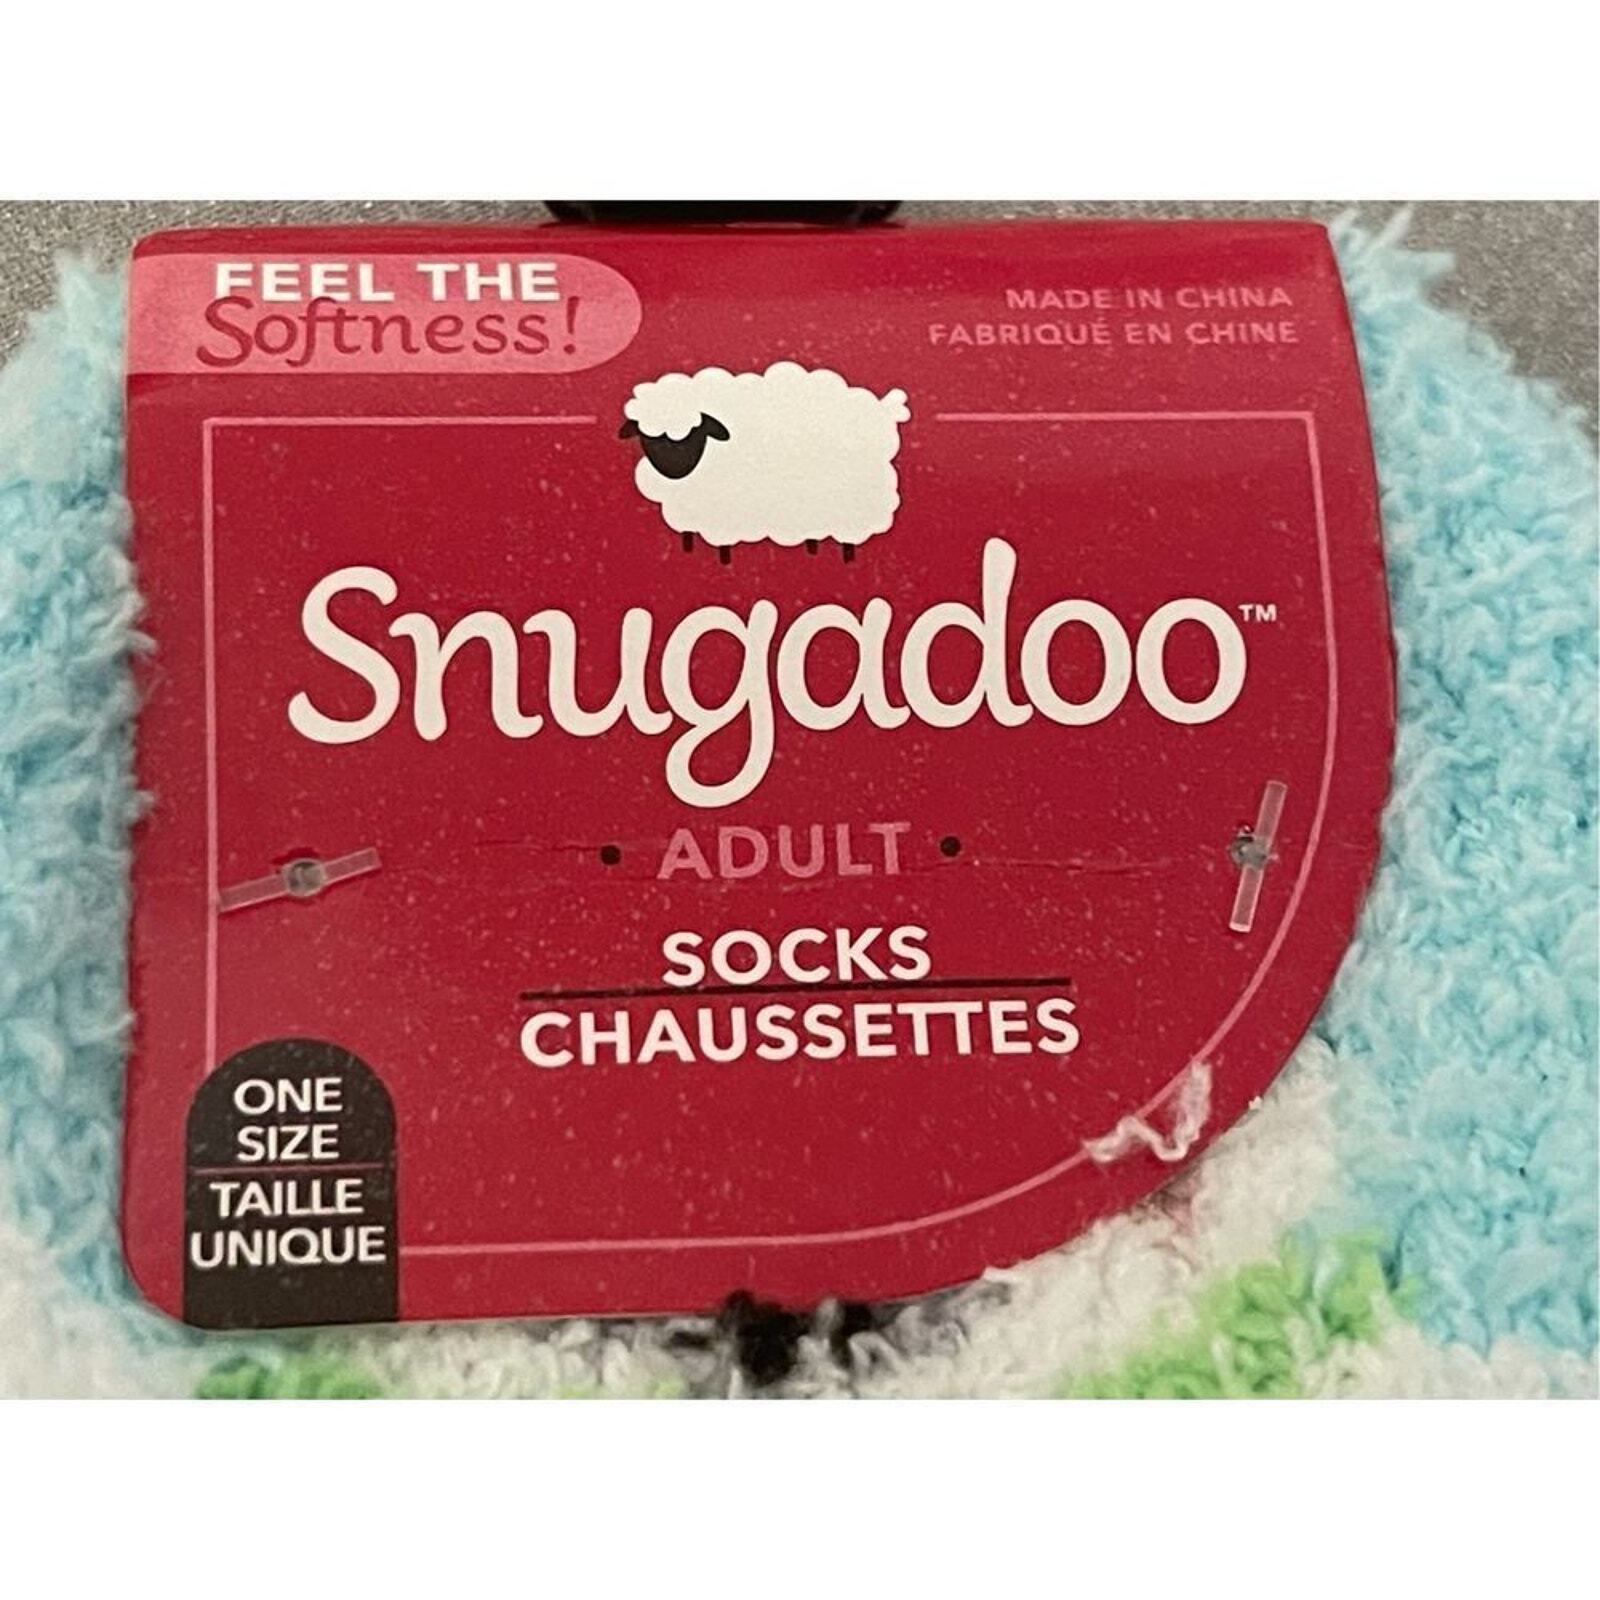 FEEL THE
Softness!
MADE IN CHINA
FABRIQUÉ EN CHINE
Snugadoo™
• ADULT •
SOCKS
CHAUSSETTES
ONE
SIZE
TAILLE
UNIQUE